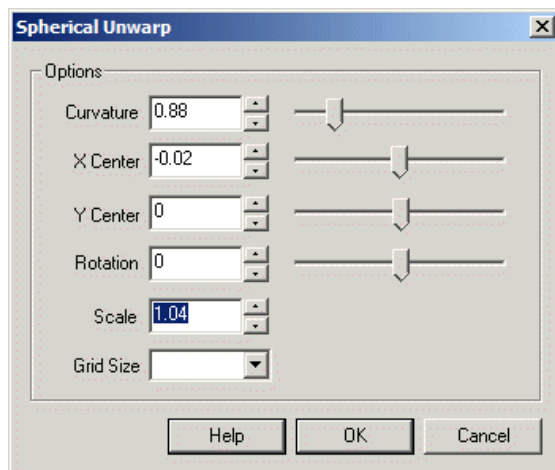 Spherical Unwarp
Options
Curvature 0.88
X Center -0.02
Y Center 0
Rotation 0
Scale 1.04
Grid Size
Help OK Cancel